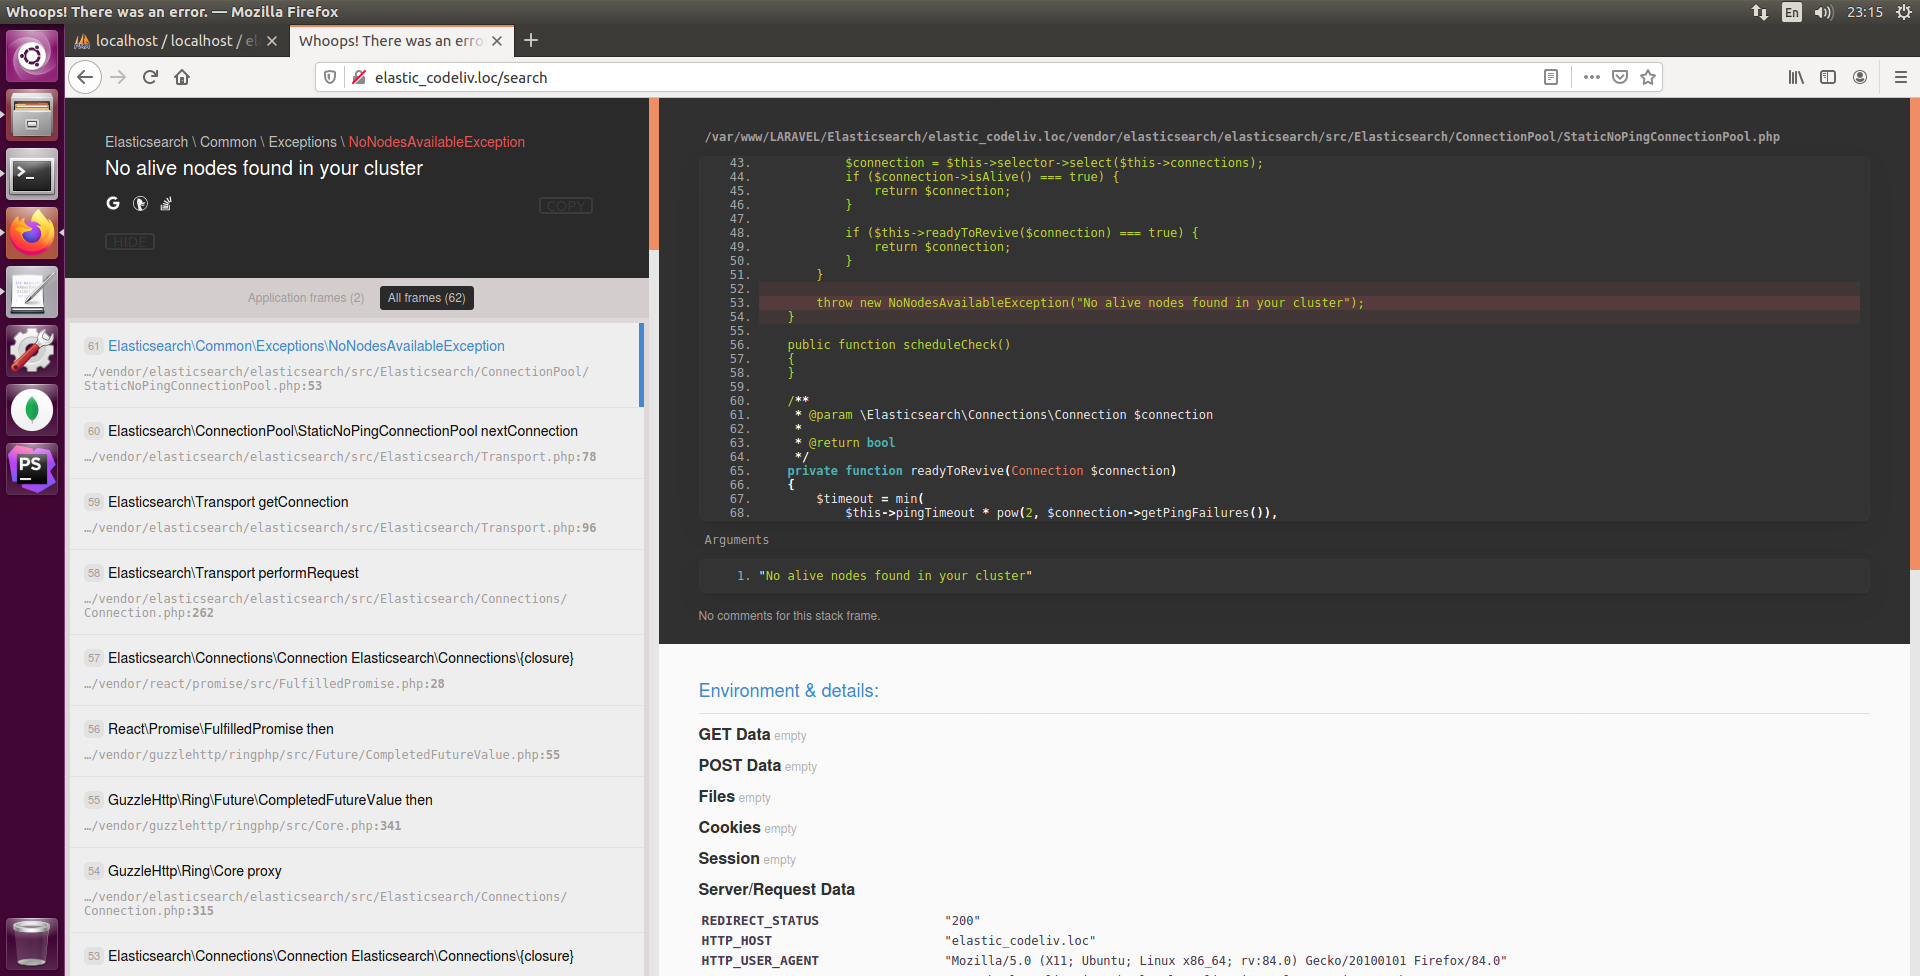 Whoops! There was an error. — Mozilla Firefox
En
23:15
localhost / localhost / el
Whoops! There was an erro
elastic_codeliv.loc/search
Elasticsearch \ Common \ Exceptions \ NoNodesAvailableException
No alive nodes found in your cluster
COPY
HIDE
Application frames (2)
All frames (62)
61 Elasticsearch\Common\Exceptions\NoNodesAvailableException
…/vendor/elasticsearch/elasticsearch/src/Elasticsearch/ConnectionPool/
StaticNoPingConnectionPool.php:53
60 Elasticsearch\ConnectionPool\StaticNoPingConnectionPool nextConnection
…/vendor/elasticsearch/elasticsearch/src/Elasticsearch/Transport.php:78
59 Elasticsearch\Transport getConnection
…/vendor/elasticsearch/elasticsearch/src/Elasticsearch/Transport.php:96
58 Elasticsearch\Transport performRequest
…/vendor/elasticsearch/elasticsearch/src/Elasticsearch/Connections/
Connection.php:262
57 Elasticsearch\Connections\Connection Elasticsearch\Connections\{closure}
…/vendor/react/promise/src/FulfilledPromise.php:28
56 React\Promise\FulfilledPromise then
…/vendor/guzzlehttp/ringphp/src/Future/CompletedFutureValue.php:55
55 GuzzleHttp\Ring\Future\CompletedFutureValue then
…/vendor/guzzlehttp/ringphp/src/Core.php:341
54 GuzzleHttp\Ring\Core proxy
…/vendor/elasticsearch/elasticsearch/src/Elasticsearch/Connections/
Connection.php:315
53 Elasticsearch\Connections\Connection Elasticsearch\Connections\{closure}
/var/www/LARAVEL/Elasticsearch/elastic_codeliv.loc/vendor/elasticsearch/elasticsearch/src/Elasticsearch/ConnectionPool/StaticNoPingConnectionPool.php
43. $connection = $this->selector->select($this->connections);
44. if ($connection->isAlive() === true) {
45. return $connection;
46. }
47.
48. if ($this->readyToRevive($connection) === true) {
49. return $connection;
50. }
51. }
52.
53. throw new NoNodesAvailableException("No alive nodes found in your cluster");
54. }
55.
56. public function scheduleCheck()
57. {
58. }
59.
60. /**
61. * @param \Elasticsearch\Connections\Connection $connection
62. *
63. * @return bool
64. */
65. private function readyToRevive(Connection $connection)
66. {
67. $timeout = min(
68. $this->pingTimeout * pow(2, $connection->getPingFailures()),
Arguments
1. "No alive nodes found in your cluster"
No comments for this stack frame.
Environment & details:
GET Data empty
POST Data empty
Files empty
Cookies empty
Session empty
Server/Request Data
REDIRECT_STATUS "200"
HTTP_HOST "elastic_codeliv.loc"
HTTP_USER_AGENT "Mozilla/5.0 (X11; Ubuntu; Linux x86_64; rv:84.0) Gecko/20100101 Firefox/84.0"
PS